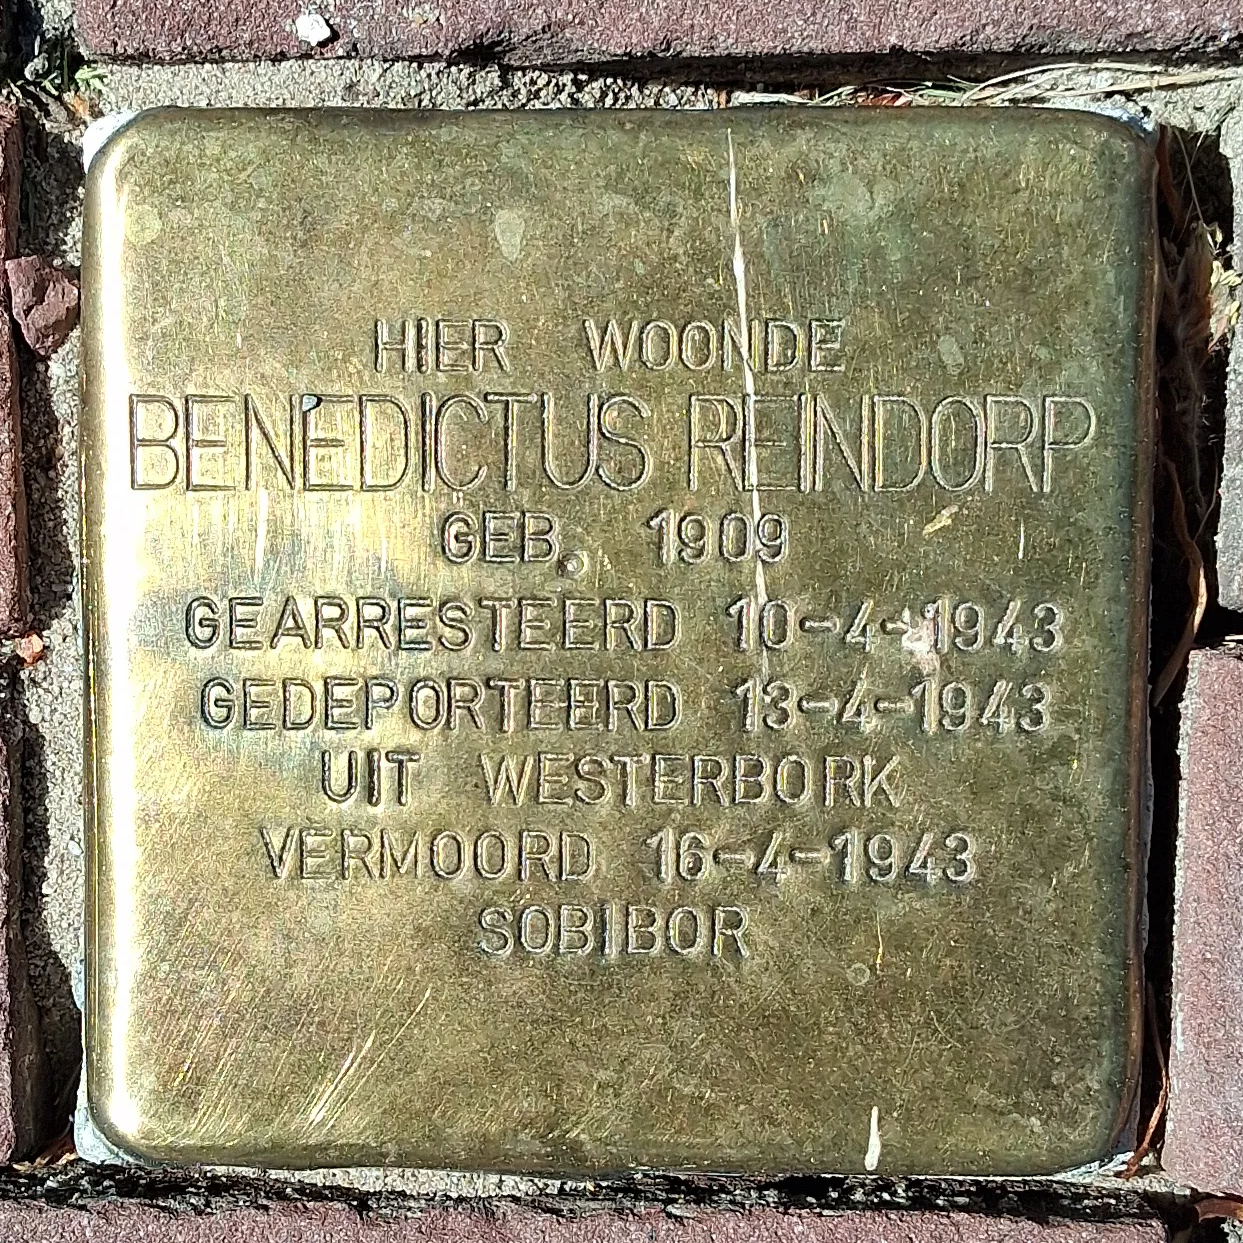 HIER WOONDE
BENEDICTUS REINDORP
GEB. 1909
GEARRESTEERD 10-4-1943
GEDEPORTEERD 13-4-1943
UIT WESTERBORK
VERMOORD 16-4-1943
SOBIBOR